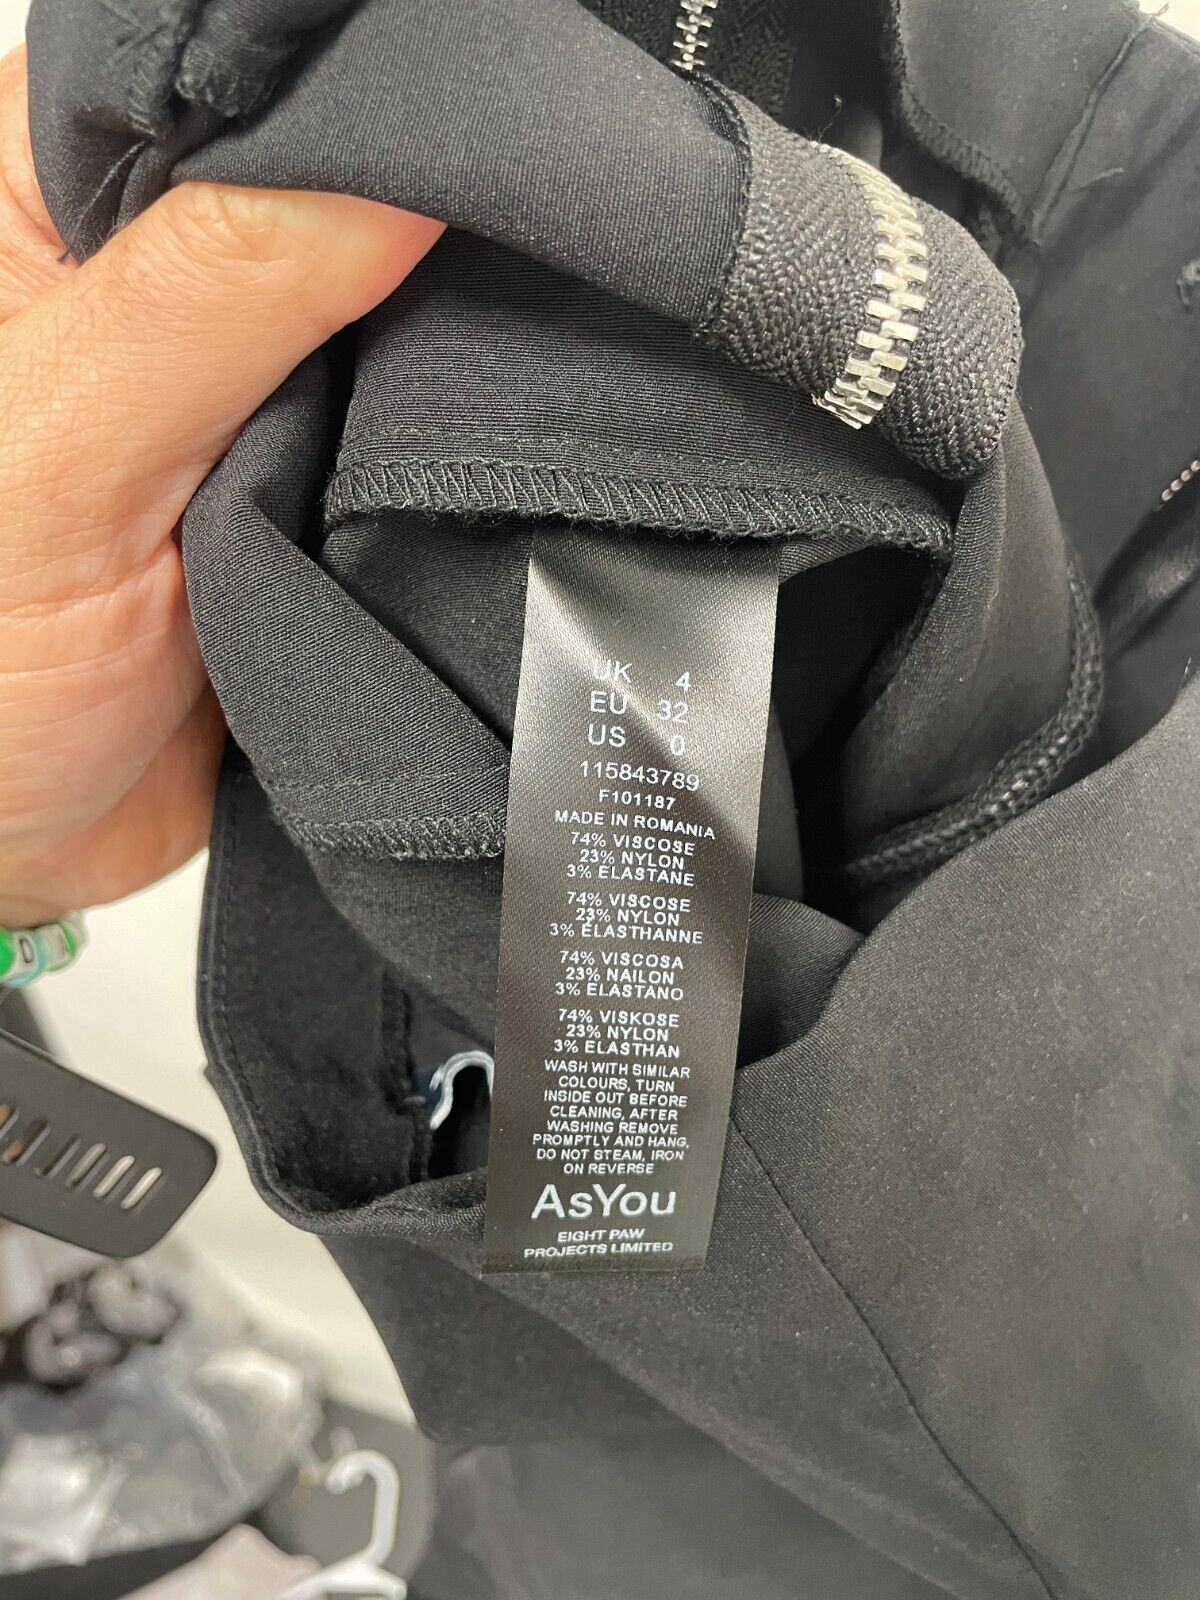 UK 4
EU 32
US 0
115843789
F101187
MADE IN ROMANIA
74% VISCOSE
23% NYLON
3% ELASTANE
74% VISCOSE
23% NYLON
3% ÉLASTHANNE
74% VISCOSA
23% NAILON
3% ELASTANO
74% VISKOSE
23% NYLON
3% ELASTHAN
WASH WITH SIMILAR
COLOURS, TURN
INSIDE OUT BEFORE
CLEANING, AFTER
WASHING REMOVE
PROMPTLY AND HANG,
DO NOT STEAM, IRON
ON REVERSE
AsYou
EIGHT PAW
PROJECTS LIMITED
D